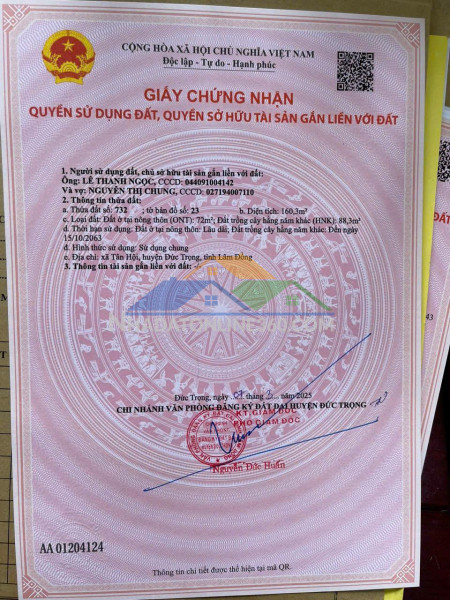 CỘNG HÒA XÃ HỘI CHỦ NGHĨA VIỆT NAM
Độc lập - Tự do - Hạnh phúc
GIẤY CHỨNG NHẬN
QUYỀN SỬ DỤNG ĐẤT, QUYỀN SỞ HỮU TÀI SẢN GẮN LIỀN VỚI ĐẤT
1. Người sử dụng đất, chủ sở hữu tài sản gắn liền với đất:
Ông: LÊ THANH NGỌC, CCCD: 044091004142
Và vợ: NGUYỄN THỊ CHUNG, CCCD: 027194007110
2. Thông tin thửa đất:
a. Thửa đất số: 732 ; tờ bản đồ số: 23 b. Diện tích: 160,3m²
c. Loại đất: Đất ở tại nông thôn (ONT): 72m²; Đất trồng cây hằng năm khác (HNK): 88,3m²
d. Thời hạn sử dụng: Đất ở tại nông thôn: Lâu dài; Đất trồng cây hằng năm khác: Đến ngày
15/10/2063
đ. Hình thức sử dụng: Sử dụng chung
e. Địa chỉ: xã Tân Hội, huyện Đức Trọng, tỉnh Lâm Đồng
3. Thông tin tài sản gắn liền với đất: -/-
Đức Trọng, ngày 07 tháng 3 năm 2025
CHI NHÁNH VĂN PHÒNG ĐĂNG KÝ ĐẤT ĐAI HUYỆN ĐỨC TRỌNG
KT.GIÁM ĐỐC
PHÓ GIÁM ĐỐC
Nguyễn Đức Huấn
AA 01204124
Thông tin chi tiết được thể hiện tại mã QR.
43